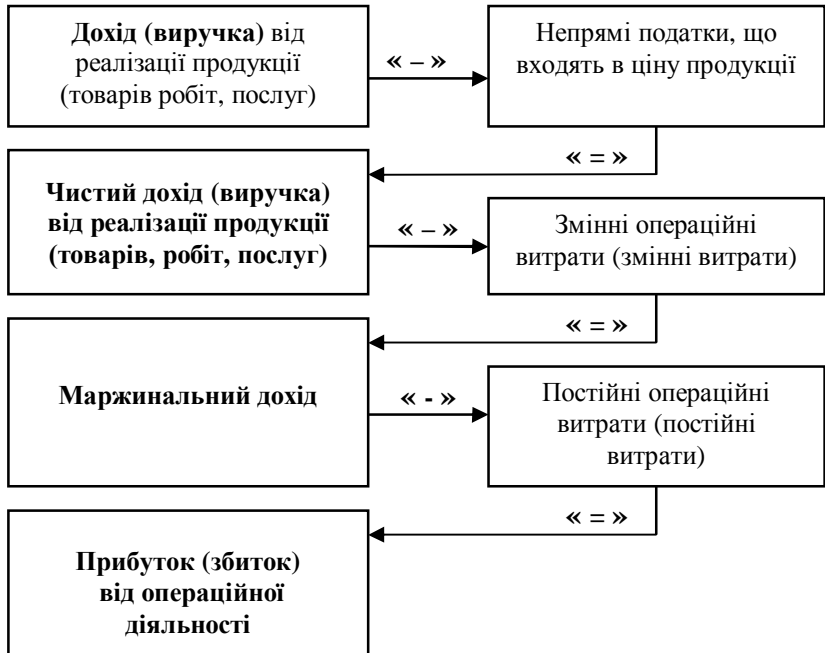 Дохід (виручка) від
реалізації продукції
(товарів робіт, послуг)
« – »
Непрямі податки, що
входять в ціну продукції
« = »
Чистий дохід (виручка)
від реалізації продукції
(товарів, робіт, послуг)
« – »
Змінні операційні
витрати (змінні витрати)
« = »
Маржинальний дохід
« - »
Постійні операційні
витрати (постійні
витрати)
« = »
Прибуток (збиток)
від операційної
діяльності